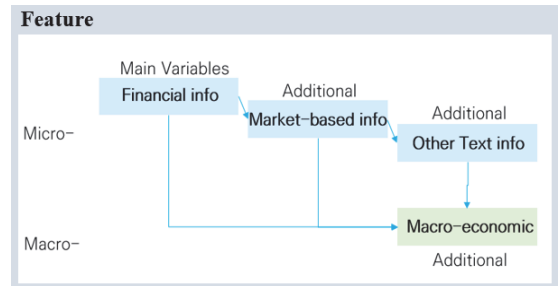 Feature
Main Variables
Financial info
Additional
Market-based info
Additional
Other Text info
Micro-
Macro-economic
Macro-
Additional